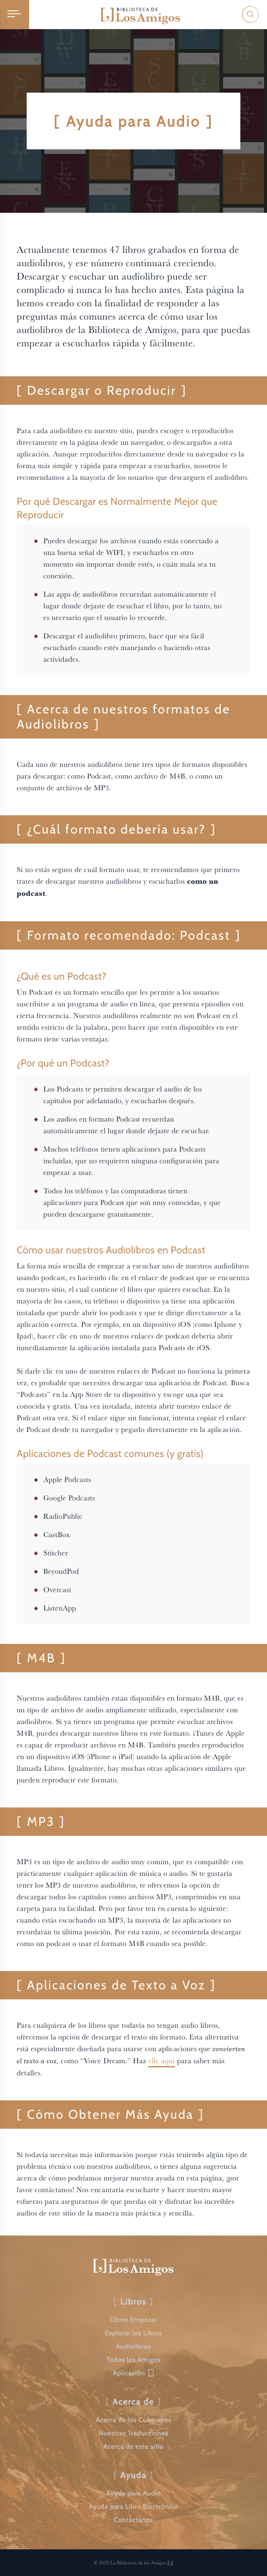 BIBLIOTECA DE
Los Amigos
[ Ayuda para Audio ]
Actualmente tenemos 47 libros grabados en forma de
audiolibros, y ese número continuará creciendo.
Descargar y escuchar un audiolibro puede ser
complicado si nunca lo has hecho antes. Esta página la
hemos creado con la finalidad de responder a las
preguntas más comunes acerca de cómo usar los
audiolibros de la Biblioteca de Amigos, para que puedas
empezar a escucharlos rápida y fácilmente.
[ Descargar o Reproducir ]
Para cada audiolibro en nuestro sitio, puedes escoger o reproducirlos
directamente en la página desde un navegador, o descargarlos a otra
aplicación. Aunque reproducirlos directamente desde tu navegador es la
forma más simple y rápida para empezar a escucharlos, nosotros le
recomendamos a la mayoría de los usuarios que descarguen el audiolibro.
Por qué Descargar es Normalmente Mejor que
Reproducir
Puedes descargar los archivos cuando estás conectado a
una buena señal de WIFI, y escucharlos en otro
momento sin importar donde estés, o cuán mala sea tu
conexión.
Las apps de audiolibros recuerdan automáticamente el
lugar donde dejaste de escuchar el libro, por lo tanto, no
es necesario que el usuario lo recuerde.
Descargar el audiolibro primero, hace que sea fácil
escucharlo cuando estés manejando o haciendo otras
actividades.
[ Acerca de nuestros formatos de
Audiolibros ]
Cada uno de nuestros audiolibros tiene tres tipos de formatos disponibles
para descargar: como Podcast, como archivo de M4B, o como un
conjunto de archivos de MP3.
[ ¿Cuál formato debería usar? ]
Si no estás seguro de cuál formato usar, te recomendamos que primero
trates de descargar nuestros audiolibros y escucharlos como un
podcast.
[ Formato recomendado: Podcast ]
¿Qué es un Podcast?
Un Podcast es un formato sencillo que les permite a los usuarios
suscribirse a un programa de audio en línea, que presenta episodios con
cierta frecuencia. Nuestros audiolibros realmente no son Podcast en el
sentido estricto de la palabra, pero hacer que estén disponibles en este
formato tiene varias ventajas:
¿Por qué un Podcast?
Los Podcasts te permiten descargar el audio de los
capítulos por adelantado, y escucharlos después.
Los audios en formato Podcast recuerdan
automáticamente el lugar donde dejaste de escuchar.
Muchos teléfonos tienen aplicaciones para Podcasts
incluidas, que no requieren ninguna configuración para
empezar a usar.
Todos los teléfonos y las computadoras tienen
aplicaciones para Podcast que son muy conocidas, y que
pueden descargarse gratuitamente.
Cómo usar nuestros Audiolibros en Podcast
La forma más sencilla de empezar a escuchar uno de nuestros audiolibros
usando podcast, es haciendo clic en el enlace de podcast que se encuentra
en nuestro sitio, el cual contiene el libro que quieres escuchar. En la
mayoría de los casos, tu teléfono o dispositivo ya tiene una aplicación
instalada que puede abrir los podcasts y que te dirige directamente a la
aplicación correcta. Por ejemplo, en un dispositivo iOS (como Iphone y
Ipad), hacer clic en uno de nuestros enlaces de podcast debería abrir
inmediatamente la aplicación instalada para Podcasts de iOS.
Si darle clic en uno de nuestros enlaces de Podcast no funciona la primera
vez, es probable que necesites descargar una aplicación de Podcast. Busca
“Podcasts” en la App Store de tu dispositivo y escoge una que sea
conocida y gratis. Una vez instalada, intenta abrir nuestro enlace de
Podcast otra vez. Si el enlace sigue sin funcionar, intenta copiar el enlace
de Podcast desde tu navegador y pegarlo directamente en la aplicación.
Aplicaciones de Podcast comunes (y gratis)
Apple Podcasts
Google Podcasts
RadioPublic
CastBox
Stitcher
BeyondPod
Overcast
ListenApp
[ M4B ]
Nuestros audiolibros también están disponibles en formato M4B, que es
un tipo de archivo de audio ampliamente utilizado, especialmente con
audiolibros. Si ya tienes un programa que permite escuchar archivos
M4B, puedes descargar nuestros libros en este formato. iTunes de Apple
es capaz de reproducir archivos en M4B. También puedes reproducirlos
en un dispositivo iOS (iPhone o iPad) usando la aplicación de Apple
llamada Libros. Igualmente, hay muchas otras aplicaciones similares que
pueden reproducir este formato.
[ MP3 ]
MP3 es un tipo de archivo de audio muy común, que es compatible con
prácticamente cualquier aplicación de música o audio. Si te gustaría
tener los MP3 de nuestros audiolibros, te ofrecemos la opción de
descargar todos los capítulos como archivos MP3, comprimidos en una
carpeta para tu facilidad. Pero por favor ten en cuenta lo siguiente:
cuando estás escuchando un MP3, la mayoría de las aplicaciones no
recordarán tu última posición. Por esta razón, se recomienda descargar
como un podcast o usar el formato M4B cuando sea posible.
[ Aplicaciones de Texto a Voz ]
Para cualquiera de los libros que todavía no tengan audio libros,
ofrecemos la opción de descargar el texto sin formato. Esta alternativa
está especialmente diseñada para usarse con aplicaciones que convierten
el texto a voz, como “Voice Dream.” Haz clic aquí para saber más
detalles.
[ Cómo Obtener Más Ayuda ]
Si todavía necesitas más información porque estás teniendo algún tipo de
problema técnico con nuestros audiolibros, o tienes alguna sugerencia
acerca de cómo podríamos mejorar nuestra ayuda en esta página, ¡por
favor contáctanos! Nos encantaría escucharte y hacer nuestro mayor
esfuerzo para asegurarnos de que puedas oír y disfrutar los increíbles
audios de este sitio de la manera más práctica y sencilla.
BIBLIOTECA DE
Los Amigos
[ Libros ]
Cómo Empezar
Explorar los Libros
Audiolibros
Todos los Amigos
Aplicación
[ Acerca de ]
Acerca de los Cuáqueros
Nuestras Traducciones
Acerca de este sitio
[ Ayuda ]
Ayuda para Audio
Ayuda para Libro Electrónico
Contáctanos